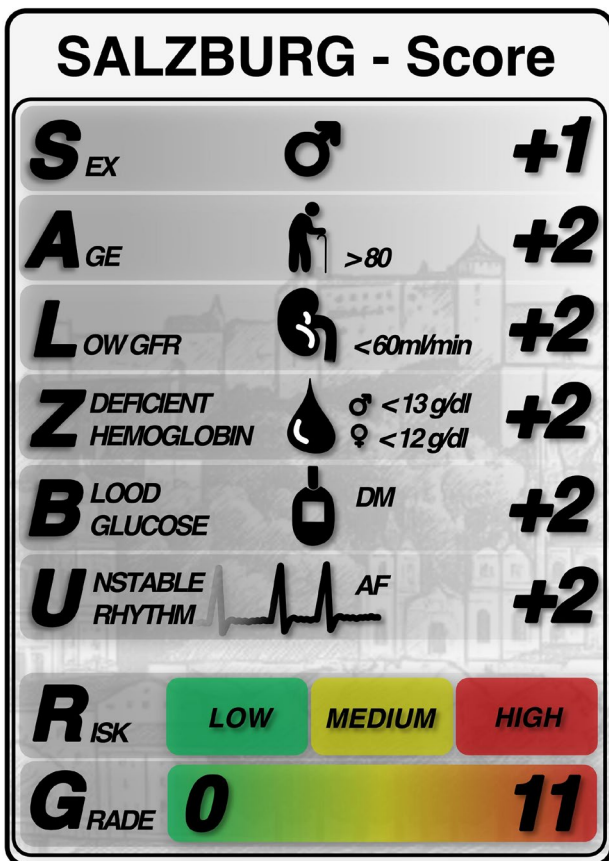 SALZBURG - Score
SEX ♂ +1
AGE >80 +2
LOW GFR <60ml/min +2
Z DEFICIENT HEMOGLOBIN ♂ <13 g/dl ♀ <12 g/dl +2
BLOOD GLUCOSE DM +2
UNSTABLE RHYTHM AF +2
RISK LOW MEDIUM HIGH
GRADE 0 11